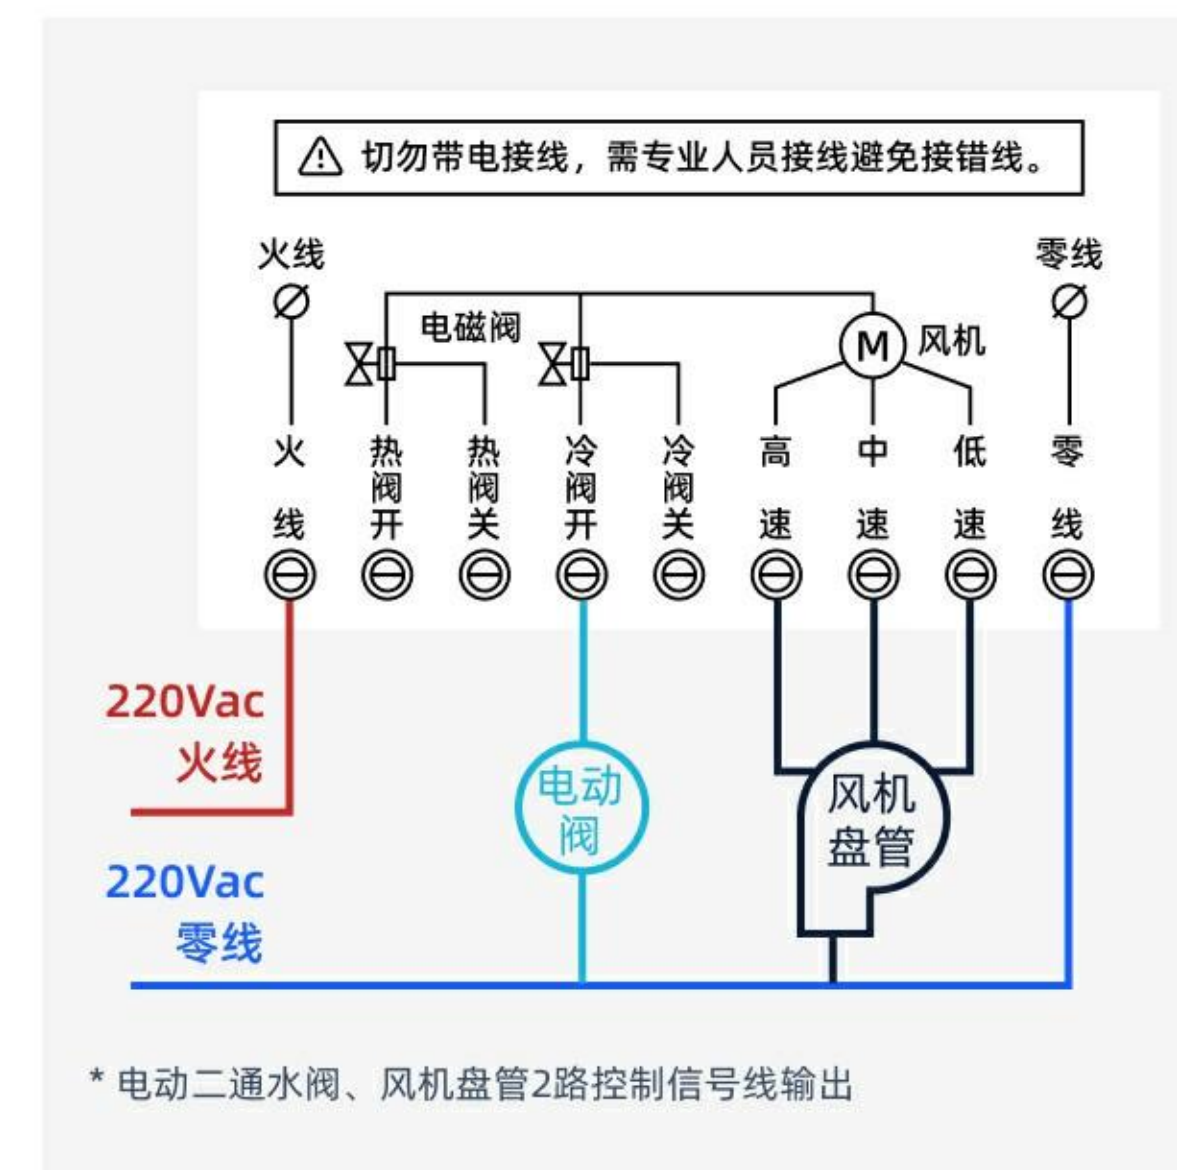 切勿带电接线，需专业人员接线避免接错线。
火线
零线
电磁阀
M
风机
火线
热阀开
热阀关
冷阀开
冷阀关
高速
中速
低速
零线
220Vac
火线
电动
阀
风机
盘管
220Vac
零线
* 电动二通水阀、风机盘管2路控制信号线输出